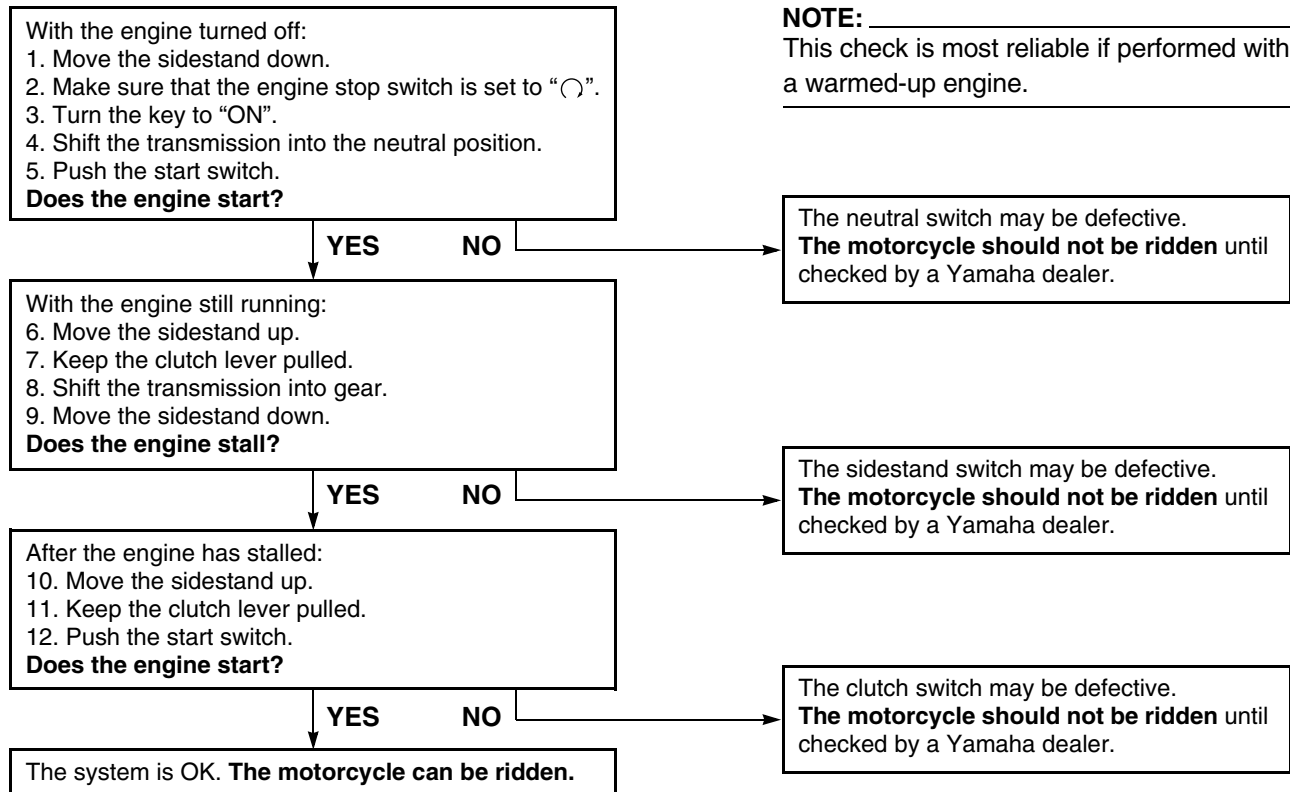 With the engine turned off:
1. Move the sidestand down.
2. Make sure that the engine stop switch is set to “”.
3. Turn the key to “ON”.
4. Shift the transmission into the neutral position.
5. Push the start switch.
Does the engine start?
NOTE:
This check is most reliable if performed with
a warmed-up engine.
YES NO
The neutral switch may be defective.
The motorcycle should not be ridden until
checked by a Yamaha dealer.
With the engine still running:
6. Move the sidestand up.
7. Keep the clutch lever pulled.
8. Shift the transmission into gear.
9. Move the sidestand down.
Does the engine stall?
YES NO
The sidestand switch may be defective.
The motorcycle should not be ridden until
checked by a Yamaha dealer.
After the engine has stalled:
10. Move the sidestand up.
11. Keep the clutch lever pulled.
12. Push the start switch.
Does the engine start?
YES NO
The clutch switch may be defective.
The motorcycle should not be ridden until
checked by a Yamaha dealer.
The system is OK. The motorcycle can be ridden.